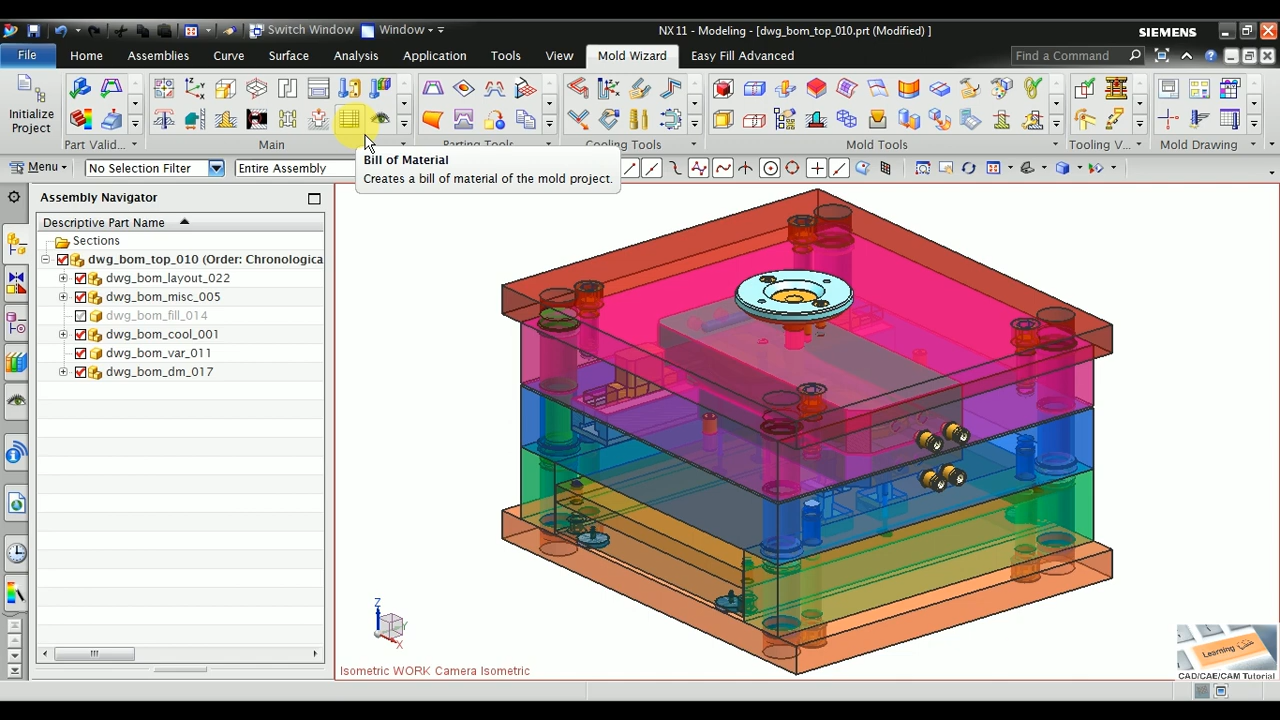 Switch Window Window
NX 11 - Modeling - [dwg_bom_top_010.prt (Modified) ]
SIEMENS
File Home Assemblies Curve Surface Analysis Application Tools View Mold Wizard Easy Fill Advanced
Find a Command
Initialize
Project
Part Valid... Main Parting Tools Cooling Tools Mold Tools Tooling V... Mold Drawing
Menu No Selection Filter Entire Assembly
Bill of Material
Creates a bill of material of the mold project.
Assembly Navigator
Descriptive Part Name
Sections
dwg_bom_top_010 (Order: Chronologica
dwg_bom_layout_022
dwg_bom_misc_005
dwg_bom_fill_014
dwg_bom_cool_001
dwg_bom_var_011
dwg_bom_dm_017
Z
Y
X
Isometric WORK Camera Isometric
Learning
CAD/CAE/CAM Tutorial